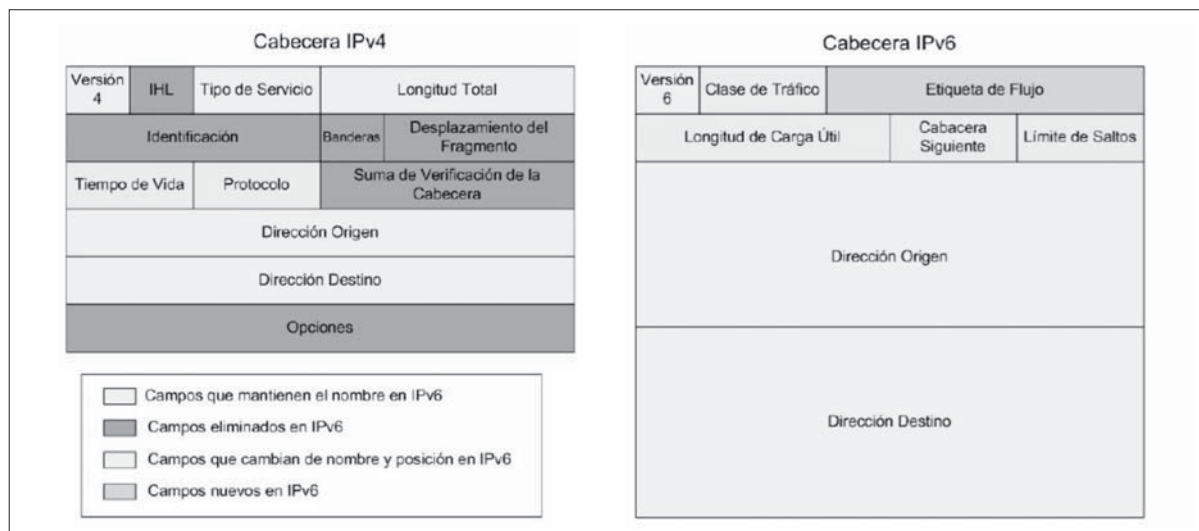 Cabecera IPv4
Versión
4
IHL
Tipo de Servicio
Longitud Total
Identificación
Banderas
Desplazamiento del
Fragmento
Tiempo de Vida
Protocolo
Suma de Verificación de la
Cabecera
Dirección Origen
Dirección Destino
Opciones
Campos que mantienen el nombre en IPv6
Campos eliminados en IPv6
Campos que cambian de nombre y posición en IPv6
Campos nuevos en IPv6
Cabecera IPv6
Versión
6
Clase de Tráfico
Etiqueta de Flujo
Longitud de Carga Útil
Cabacera
Siguiente
Límite de Saltos
Dirección Origen
Dirección Destino